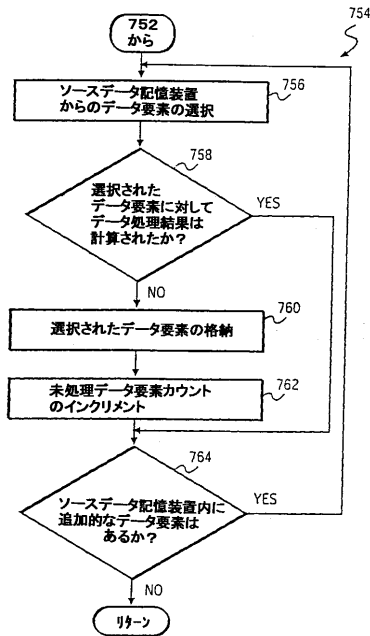 752
から
754
ソースデータ記憶装置
からのデータ要素の選択
756
758
選択された
データ要素に対して
データ処理結果は
計算されたか？
YES
NO
760
選択されたデータ要素の格納
762
未処理データ要素カウント
のインクリメント
764
ソースデータ記憶装置内に
追加的なデータ要素は
あるか？
YES
NO
リターン